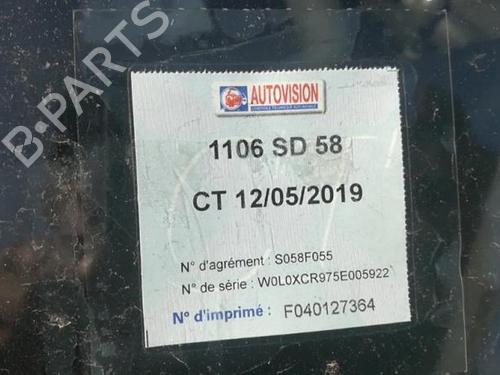 B-PARTS
AUTOVISION
1106 SD 58
CT 12/05/2019
N° d'agrément : S058F055
N° de série : W0L0XCR975E005922
N° d'imprimé : F040127364